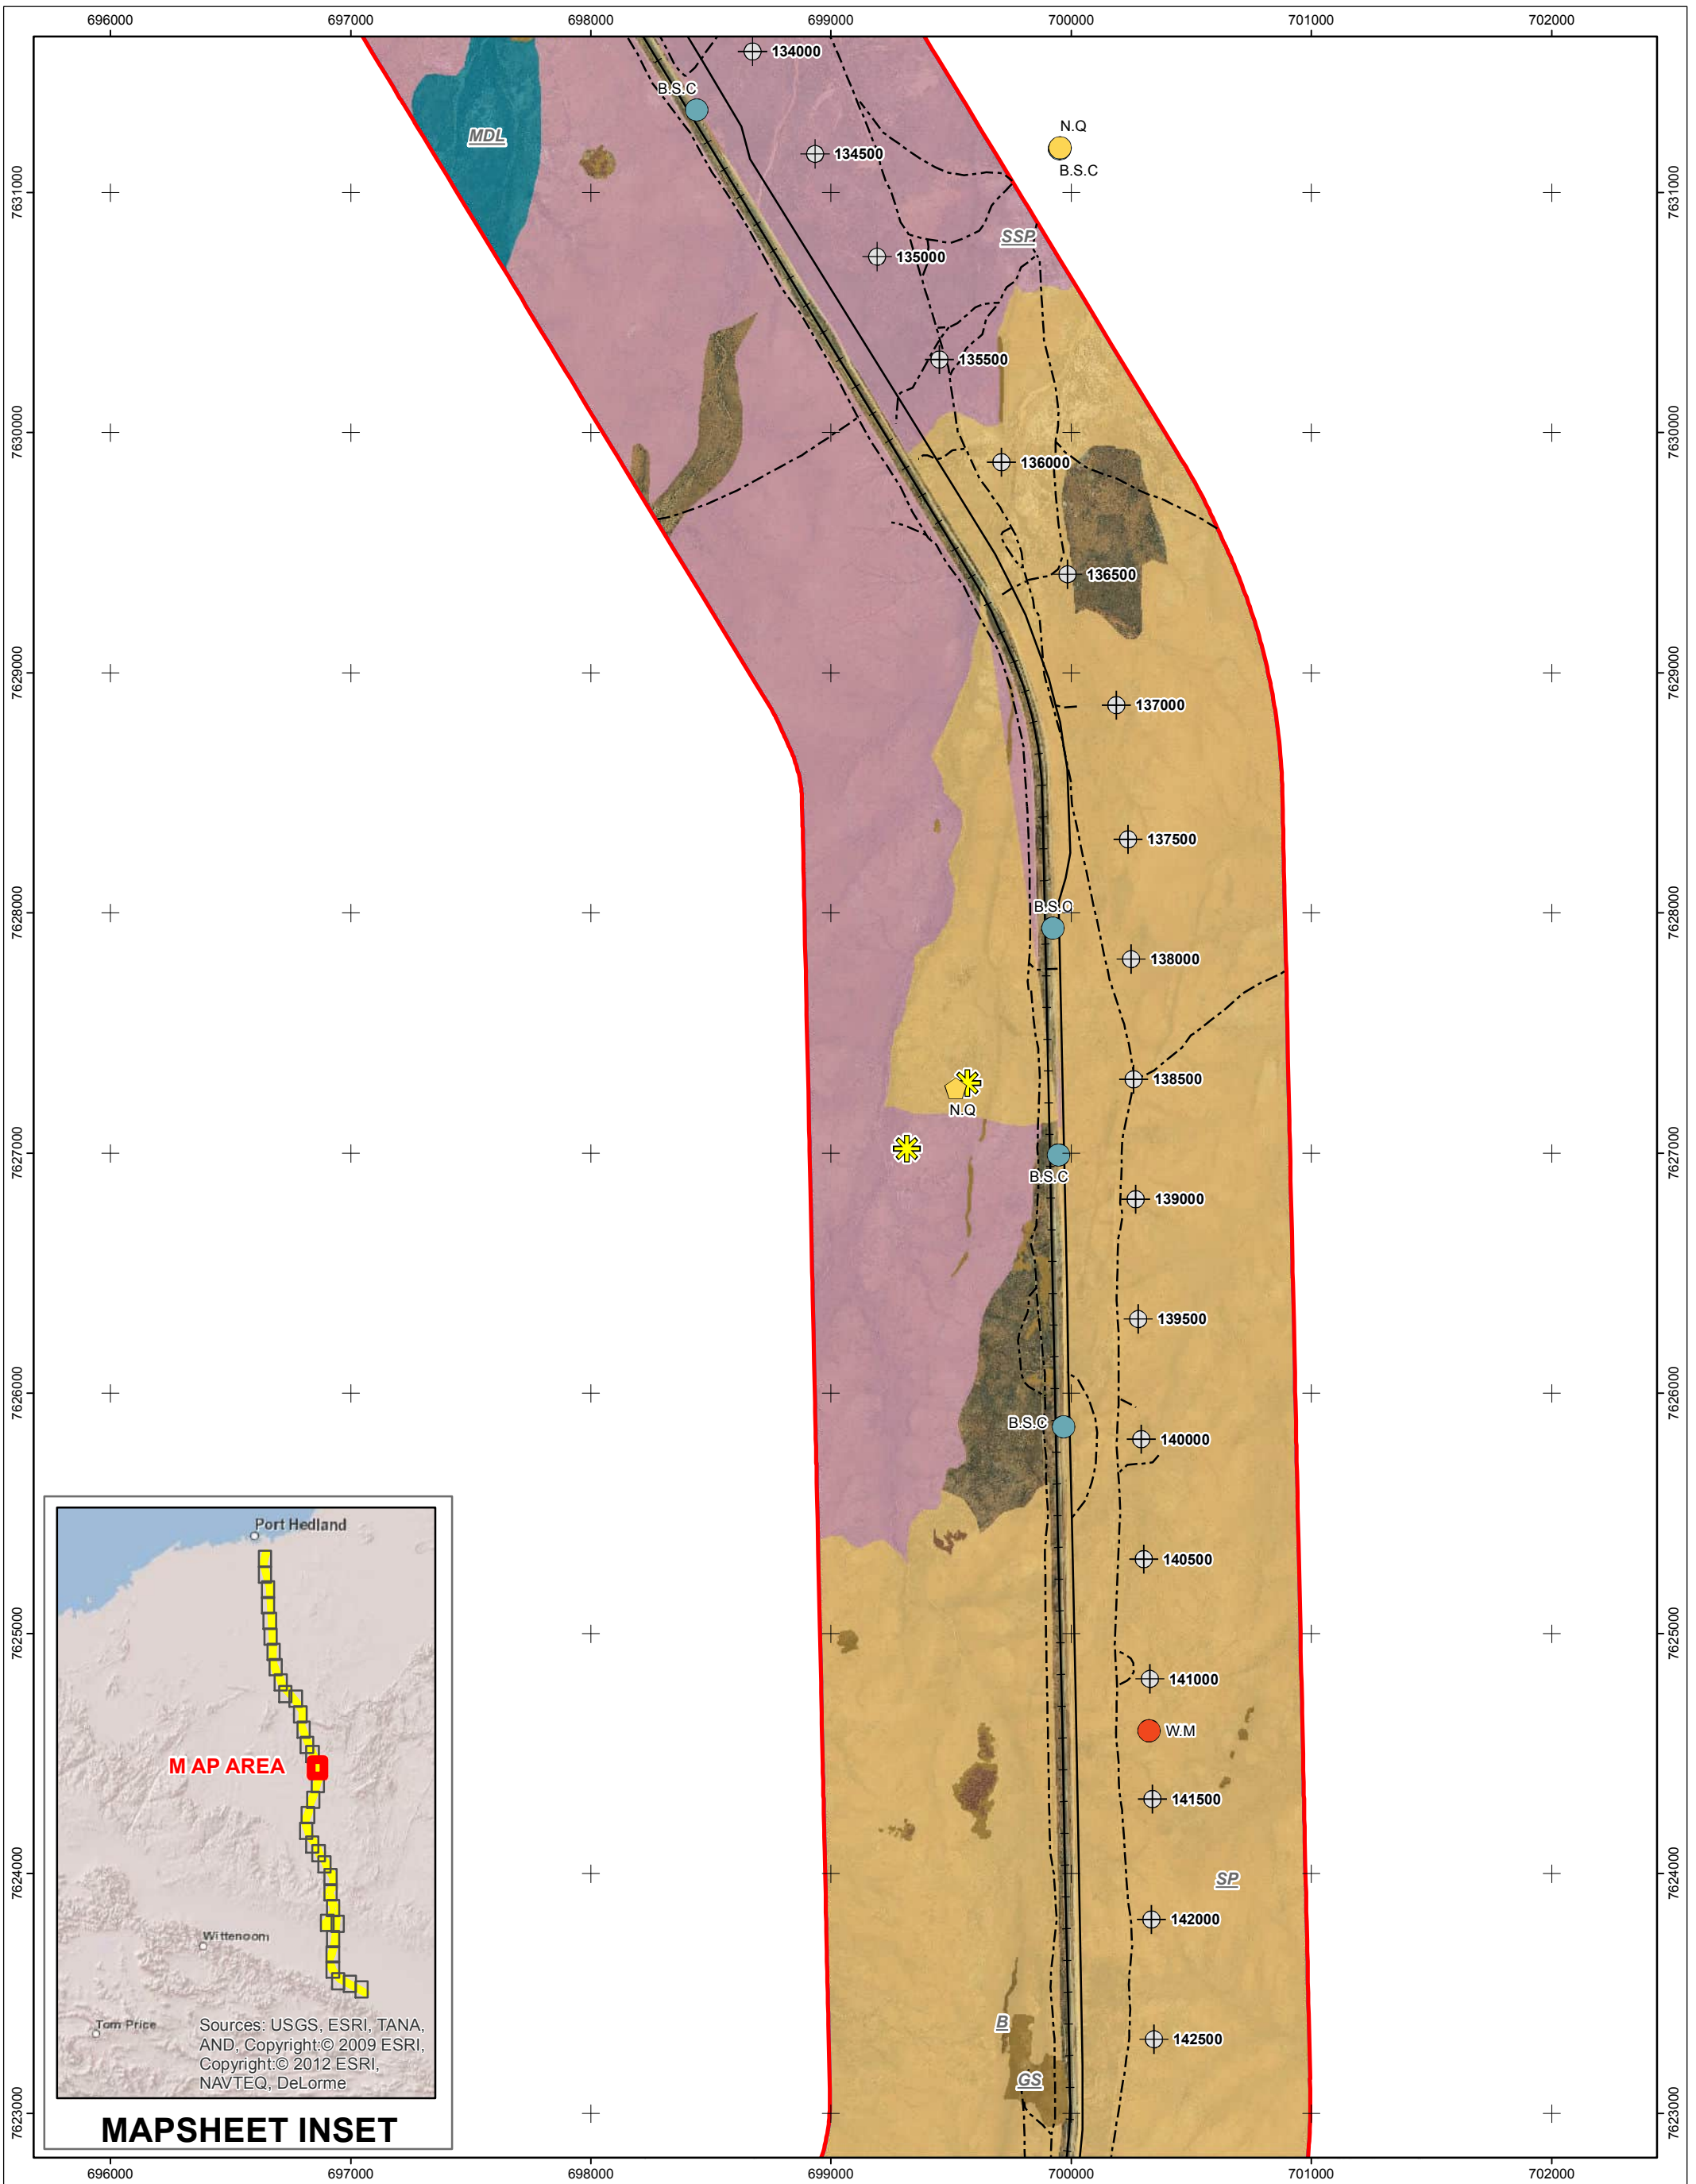 696000 697000 698000 699000 700000 701000 702000
134000
B.S.C
MDL
N.Q
134500
B.S.C
7631000 7631000
SSP
135000
135500
7630000 7630000
136000
136500
7629000 7629000
137000
137500
7628000 7628000
B.S.C
138000
138500
N.Q
7627000 7627000
B.S.C
139000
139500
7626000 7626000
B.S.C
140000
140500
7625000 7625000
141000
W.M
141500
7624000 7624000
SP
142000
B
142500
GS
7623000 7623000
Port Hedland
MAP AREA
Wittenoom
Tom Price
Sources: USGS, ESRI, TANA,
AND, Copyright:© 2009 ESRI,
Copyright:© 2012 ESRI,
NAVTEQ, DeLorme
MAPSHEET INSET
696000 697000 698000 699000 700000 701000 702000